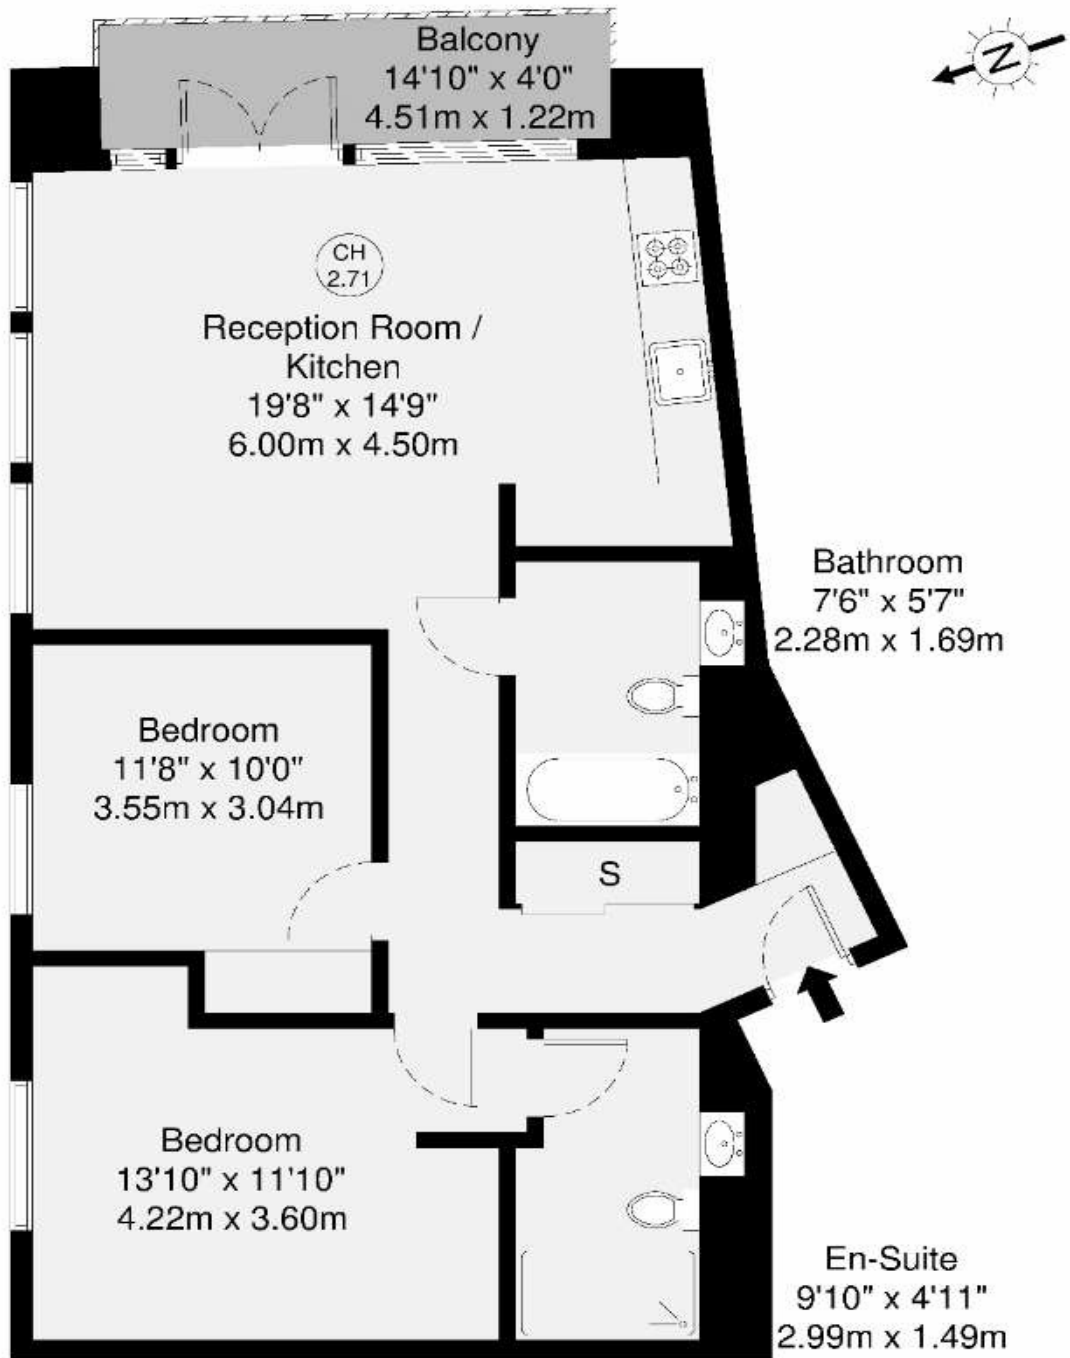 Balcony
14'10" x 4'0"
4.51m x 1.22m
N
CH
2.71
Reception Room /
Kitchen
19'8" x 14'9"
6.00m x 4.50m
Bathroom
7'6" x 5'7"
2.28m x 1.69m
Bedroom
11'8" x 10'0"
3.55m x 3.04m
S
Bedroom
13'10" x 11'10"
4.22m x 3.60m
En-Suite
9'10" x 4'11"
2.99m x 1.49m